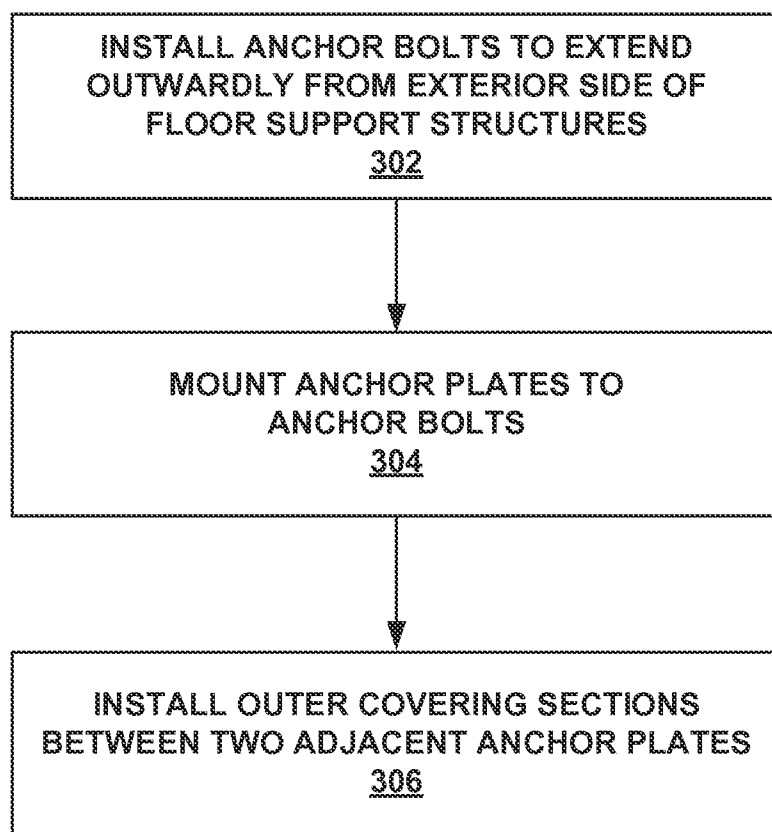 INSTALL ANCHOR BOLTS TO EXTEND
OUTWARDLY FROM EXTERIOR SIDE OF
FLOOR SUPPORT STRUCTURES
302
MOUNT ANCHOR PLATES TO
ANCHOR BOLTS
304
INSTALL OUTER COVERING SECTIONS
BETWEEN TWO ADJACENT ANCHOR PLATES
306